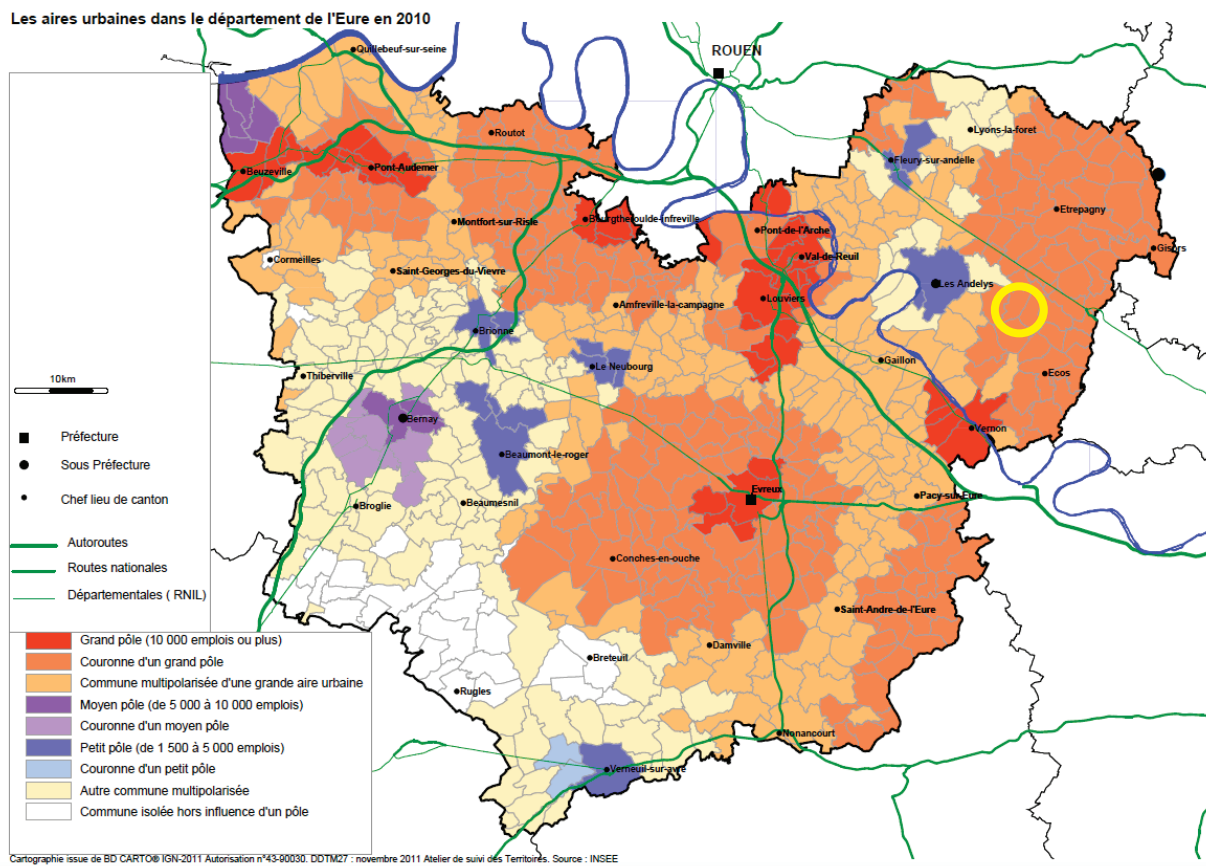 Les aires urbaines dans le département de l'Eure en 2010
Quillebeuf-sur-seine
ROUEN
Routot
Lyons-la-foret
Fleury-sur-andelle
Beuzeville
Pont-Audemer
Etrepagny
Montfort-sur-Risle
Bourgtheroulde-infreville
Pont-de-l'Arche
Gisors
Cormeilles
Saint-Georges-du-Vievre
Val-de-Reuil
Les Andelys
Louviers
Amfreville-la-campagne
Brionne
Gaillon
Le Neubourg
Thiberville
Ecos
10km
Bernay
Vernon
Préfecture
Beaumont-le-roger
Sous Préfecture
Evreux
Pacy-sur-Eure
Chef lieu de canton
Broglie
Beaumesnil
Autoroutes
Conches-en-ouche
Routes nationales
Départementales ( RNIL)
Saint-Andre-de-l'Eure
Grand pôle (10 000 emplois ou plus)
Couronne d'un grand pôle
Commune multipolarisée d'une grande aire urbaine
Moyen pôle (de 5 000 à 10 000 emplois)
Couronne d'un moyen pôle
Petit pôle (de 1 500 à 5 000 emplois)
Couronne d'un petit pôle
Autre commune multipolarisée
Commune isolée hors influence d'un pôle
Damville
Breteuil
Rugles
Nonancourt
Verneuil-sur-avre
Cartographie issue de BD CARTO® IGN-2011 Autorisation n°43-90030. DDTM27 : novembre 2011 Atelier de suivi des Territoires. Source : INSEE